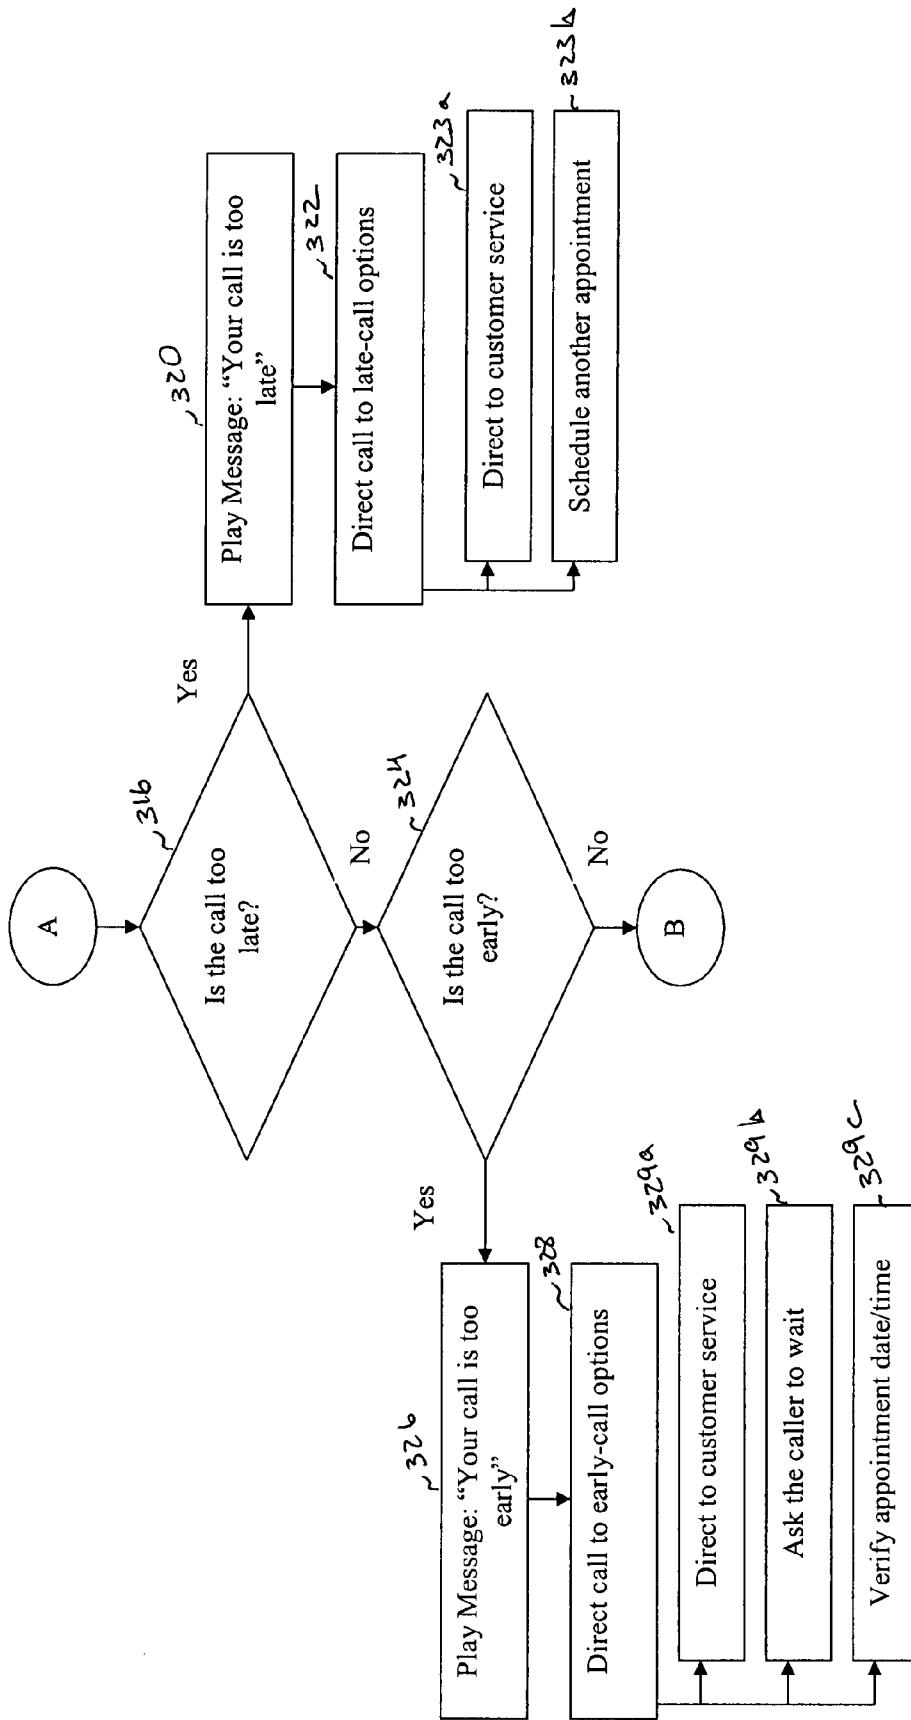 A
316
Is the call too
late?
Yes
320
Play Message: “Your call is too
late”
322
Direct call to late-call options
323a
Direct to customer service
323b
Schedule another appointment
No
324
Is the call too
early?
No
B
Yes
326
Play Message: “Your call is too
early”
328
Direct call to early-call options
329a
Direct to customer service
329b
Ask the caller to wait
329c
Verify appointment date/time